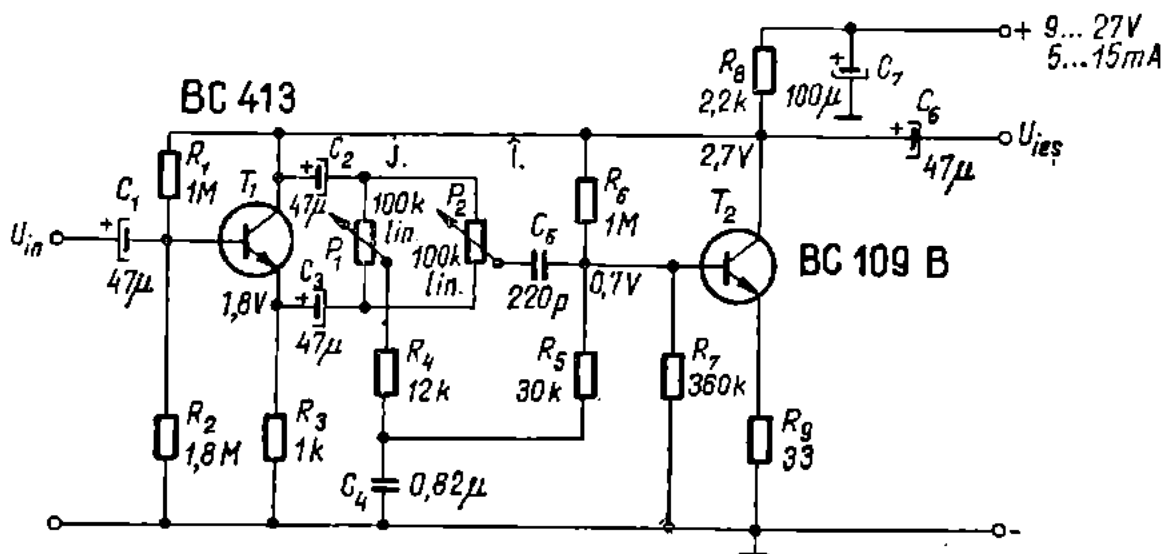 + 9... 27V
5...15mA
R8
2,2k
C7
+
100μ
BC 413
C6
+
47μ
Uieș
2,7V
j.
î.
R1
1M
C2
+
47μ
T1
C1
+
47μ
Uin
100k
lin.
P1
P2
100k
lin.
R6
1M
C6
220p
0,7V
T2
BC 109 B
1,8V
C3
+
47μ
R4
12k
R5
30k
R7
360k
R2
1,8M
R3
1k
R9
33
C4
0,82μ
-